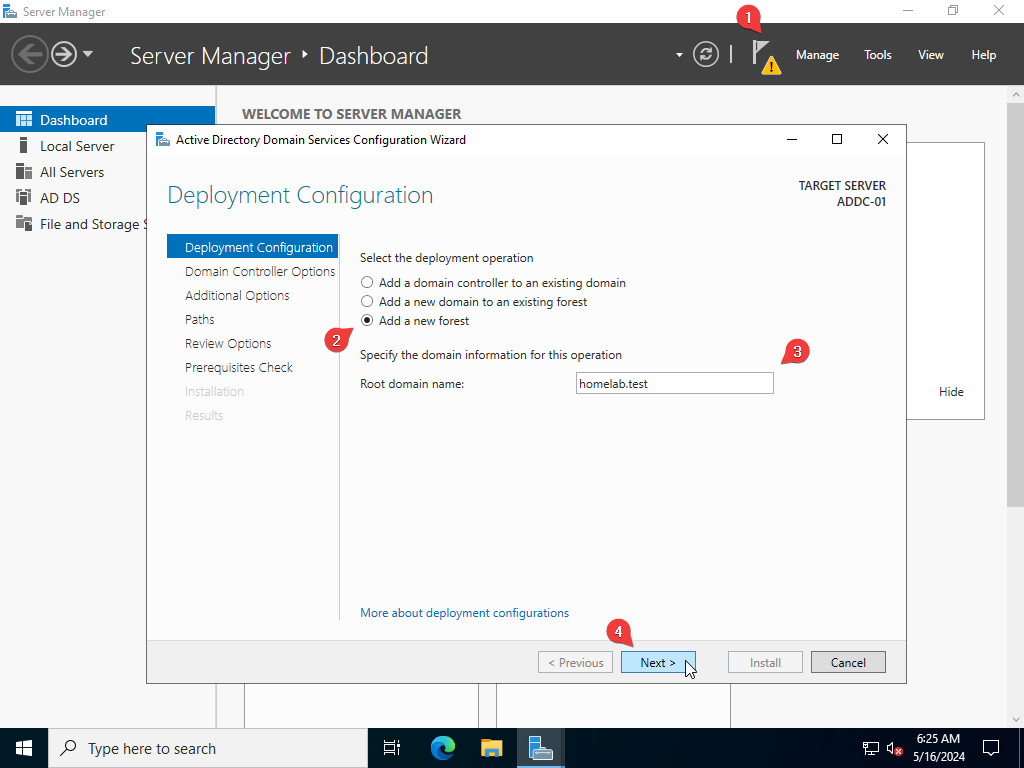 Server Manager
1
Server Manager ‣ Dashboard
Manage Tools View Help
Dashboard
Local Server
All Servers
AD DS
File and Storage S
WELCOME TO SERVER MANAGER
Active Directory Domain Services Configuration Wizard
Deployment Configuration
TARGET SERVER
ADDC-01
Deployment Configuration
Domain Controller Options
Additional Options
Paths
Review Options
Prerequisites Check
Installation
Results
Select the deployment operation
Add a domain controller to an existing domain
Add a new domain to an existing forest
Add a new forest
2
Specify the domain information for this operation
3
Root domain name: homelab.test
Hide
More about deployment configurations
4
< Previous Next > Install Cancel
Type here to search
6:25 AM
5/16/2024